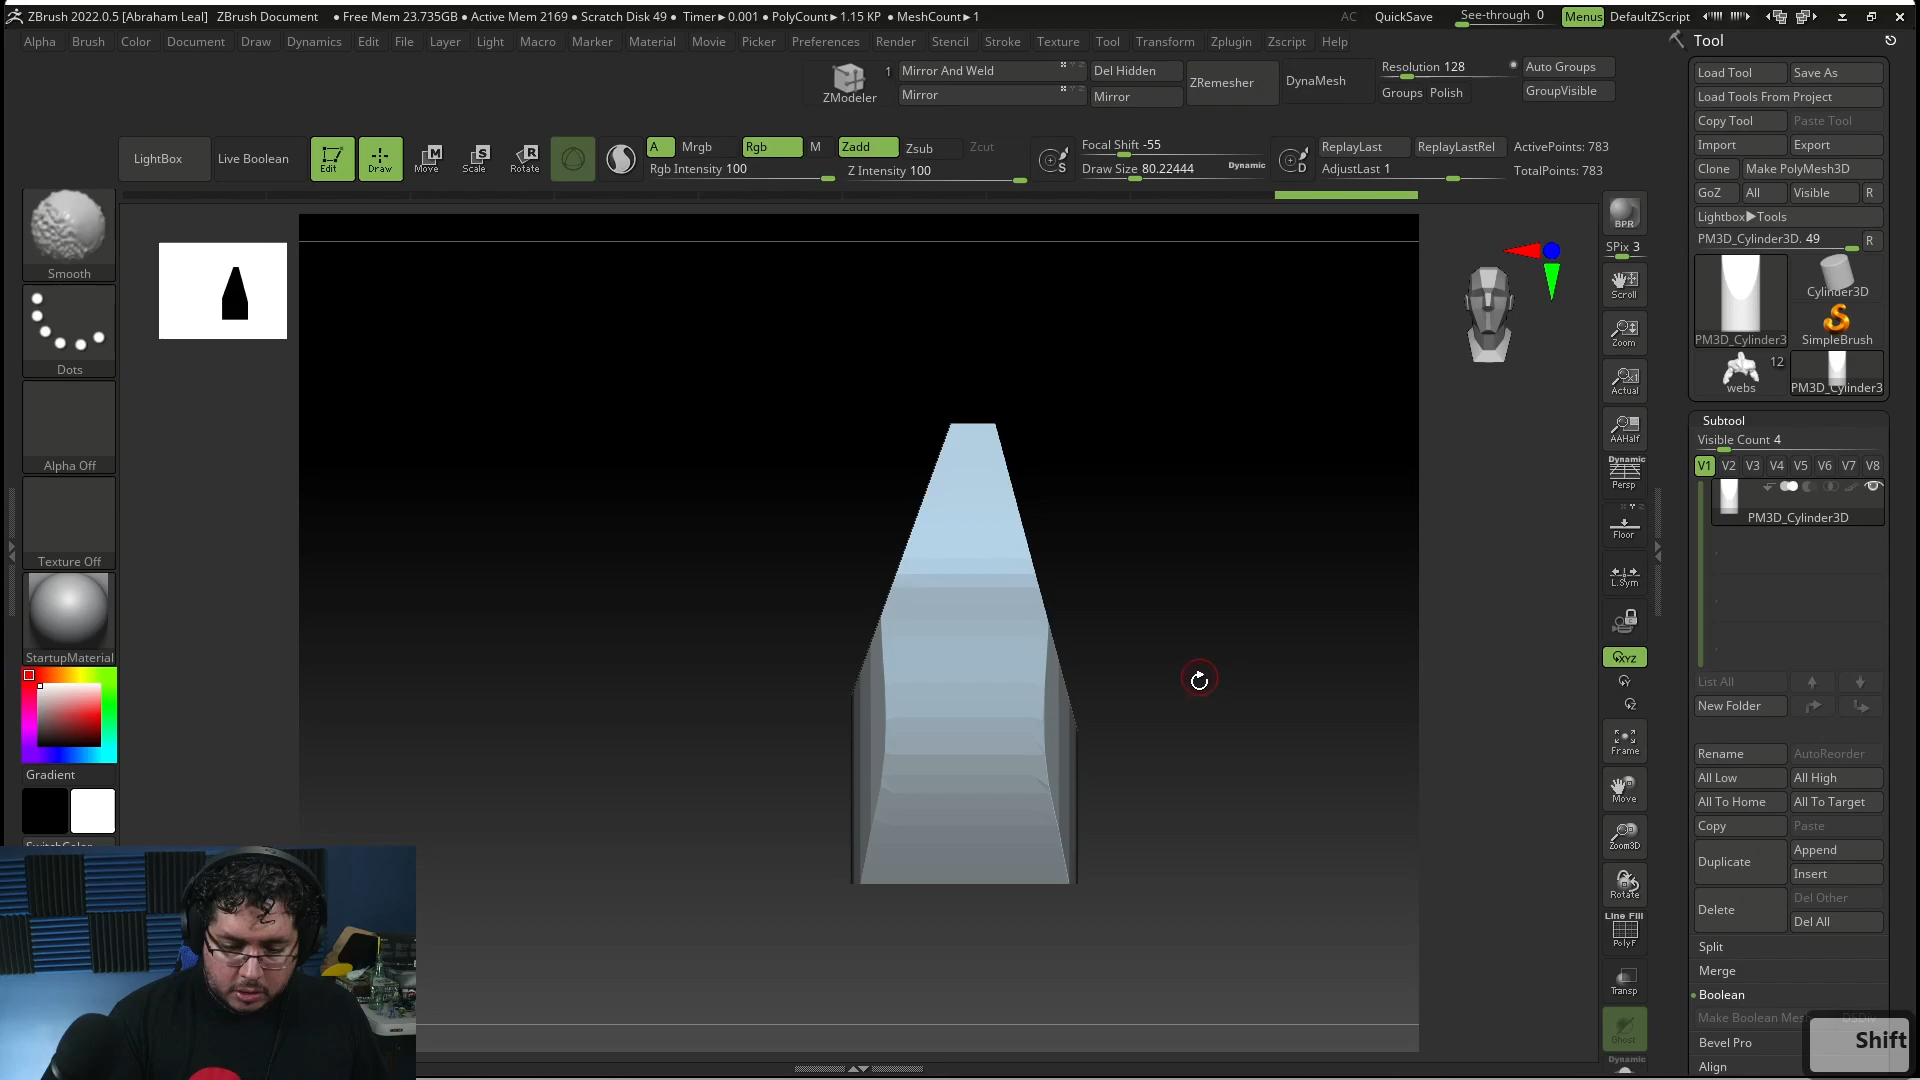 ZBrush 2022.0.5 [Abraham Leal]   ZBrush Document   • Free Mem 23.735GB • Active Mem 2169 • Scratch Disk 49 •   Timer▶0.001 • PolyCount▶1.15 KP  • MeshCount▶1
AC QuickSave See-through 0 Menus DefaultZScript
Alpha Brush Color Document Draw Dynamics Edit File Layer Light Macro Marker Material Movie Picker Preferences Render Stencil Stroke Texture Tool Transform Zplugin Zscript Help
Tool
1
ZModeler
Mirror And Weld
Mirror
Del Hidden
Mirror
ZRemesher
DynaMesh
Resolution 128
Groups Polish
Auto Groups
GroupVisible
LightBox
Live Boolean
Edit
Draw
Move
Scale
Rotate
A Mrgb Rgb M Zadd Zsub Zcut
Rgb Intensity 100
Z Intensity 100
S
Focal Shift -55
Draw Size 80.22444 Dynamic
D
ReplayLast ReplayLastRel
AdjustLast 1
ActivePoints: 783
TotalPoints: 783
Smooth
Dots
Alpha Off
Texture Off
StartupMaterial
Gradient
SwitchColor
BPR
SPix 3
Scroll
Zoom
Actual
AAHalf
Dynamic
Persp
Floor
L.Sym
XYZ
Y
Z
Frame
Move
Zoom3D
Rotate
Line Fill
PolyF
Transp
Ghost
Dynamic
Load Tool Save As
Load Tools From Project
Copy Tool Paste Tool
Import Export
Clone Make PolyMesh3D
GoZ All Visible R
Lightbox▶Tools
PM3D_Cylinder3D. 49 R
PM3D_Cylinder3
Cylinder3D
SimpleBrush
12
webs
PM3D_Cylinder3
Subtool
Visible Count 4
V1 V2 V3 V4 V5 V6 V7 V8
PM3D_Cylinder3D
List All
New Folder
Rename AutoReorder
All Low All High
All To Home All To Target
Copy Paste
Duplicate Append
Insert
Delete Del Other
Del All
Split
Merge
Boolean
Make Boolean Mes DSDiv
Bevel Pro
Align
Shift